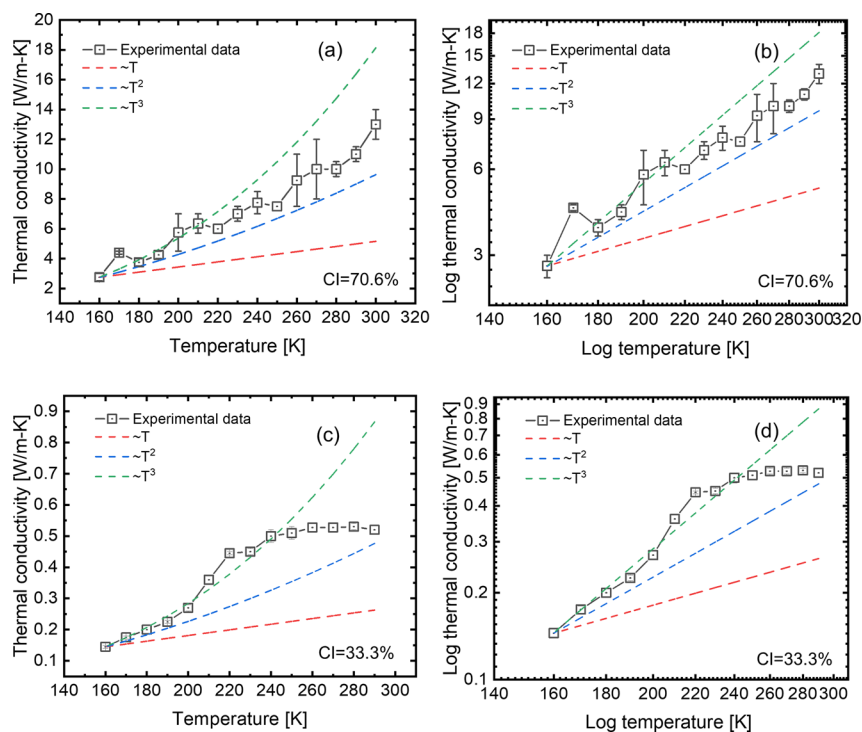 (a)
Experimental data
~T
~T²
~T³
CI=70.6%
20
18
16
14
12
10
8
6
4
2
Thermal conductivity [W/m-K]
140 160 180 200 220 240 260 280 300 320
Temperature [K]
(b)
Experimental data
~T
~T²
~T³
CI=70.6%
18
12
9
6
3
Log thermal conductivity [W/m-K]
140 160 180 200 220 240 260 280 300 320
Log temperature [K]
(c)
Experimental data
~T
~T²
~T³
CI=33.3%
0.9
0.8
0.7
0.6
0.5
0.4
0.3
0.2
0.1
Thermal conductivity [W/m-K]
140 160 180 200 220 240 260 280 300
Temperature [K]
(d)
Experimental data
~T
~T²
~T³
CI=33.3%
0.9
0.8
0.7
0.6
0.5
0.4
0.3
0.2
0.1
Log thermal conductivity [W/m-K]
140 160 180 200 220 240 260 280 300
Log temperature [K]